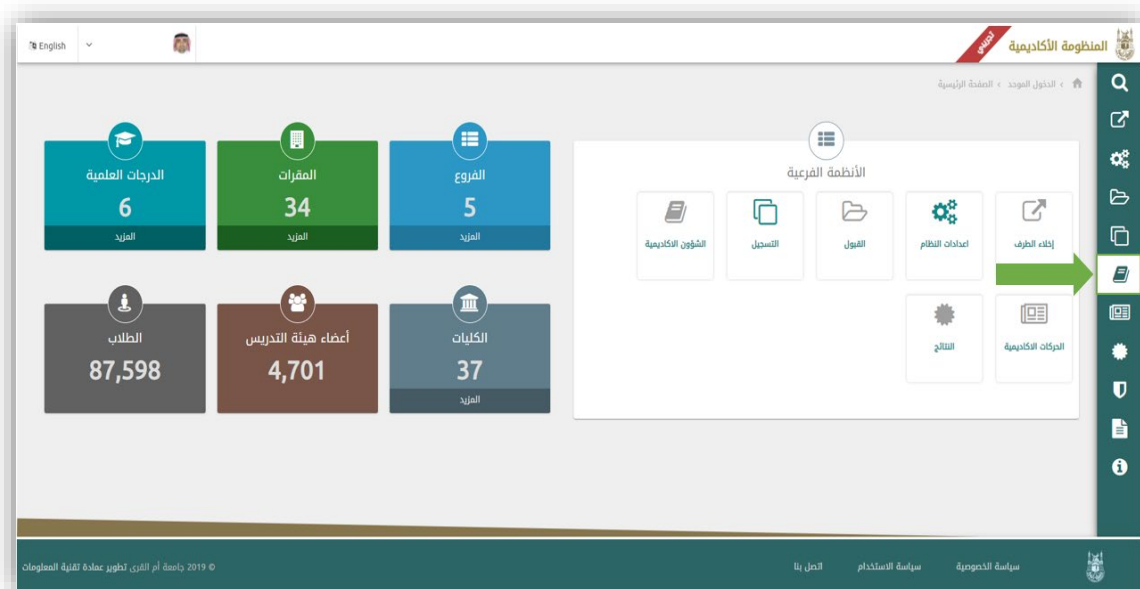 المنظومة الأكاديمية
تجريبي
English
الدخول الموحد › الصفحة الرئيسية
الأنظمة الفرعية
إخلاء الطرف
اعدادات النظام
القبول
التسجيل
الشؤون الاكاديمية
الحركات الاكاديمية
النتائج
الفروع
5
المزيد
المقرات
34
المزيد
الدرجات العلمية
6
المزيد
الكليات
37
المزيد
أعضاء هيئة التدريس
4,701
الطلاب
87,598
سياسة الخصوصية
سياسة الاستخدام
اتصل بنا
© 2019 جامعة أم القرى تطوير عمادة تقنية المعلومات